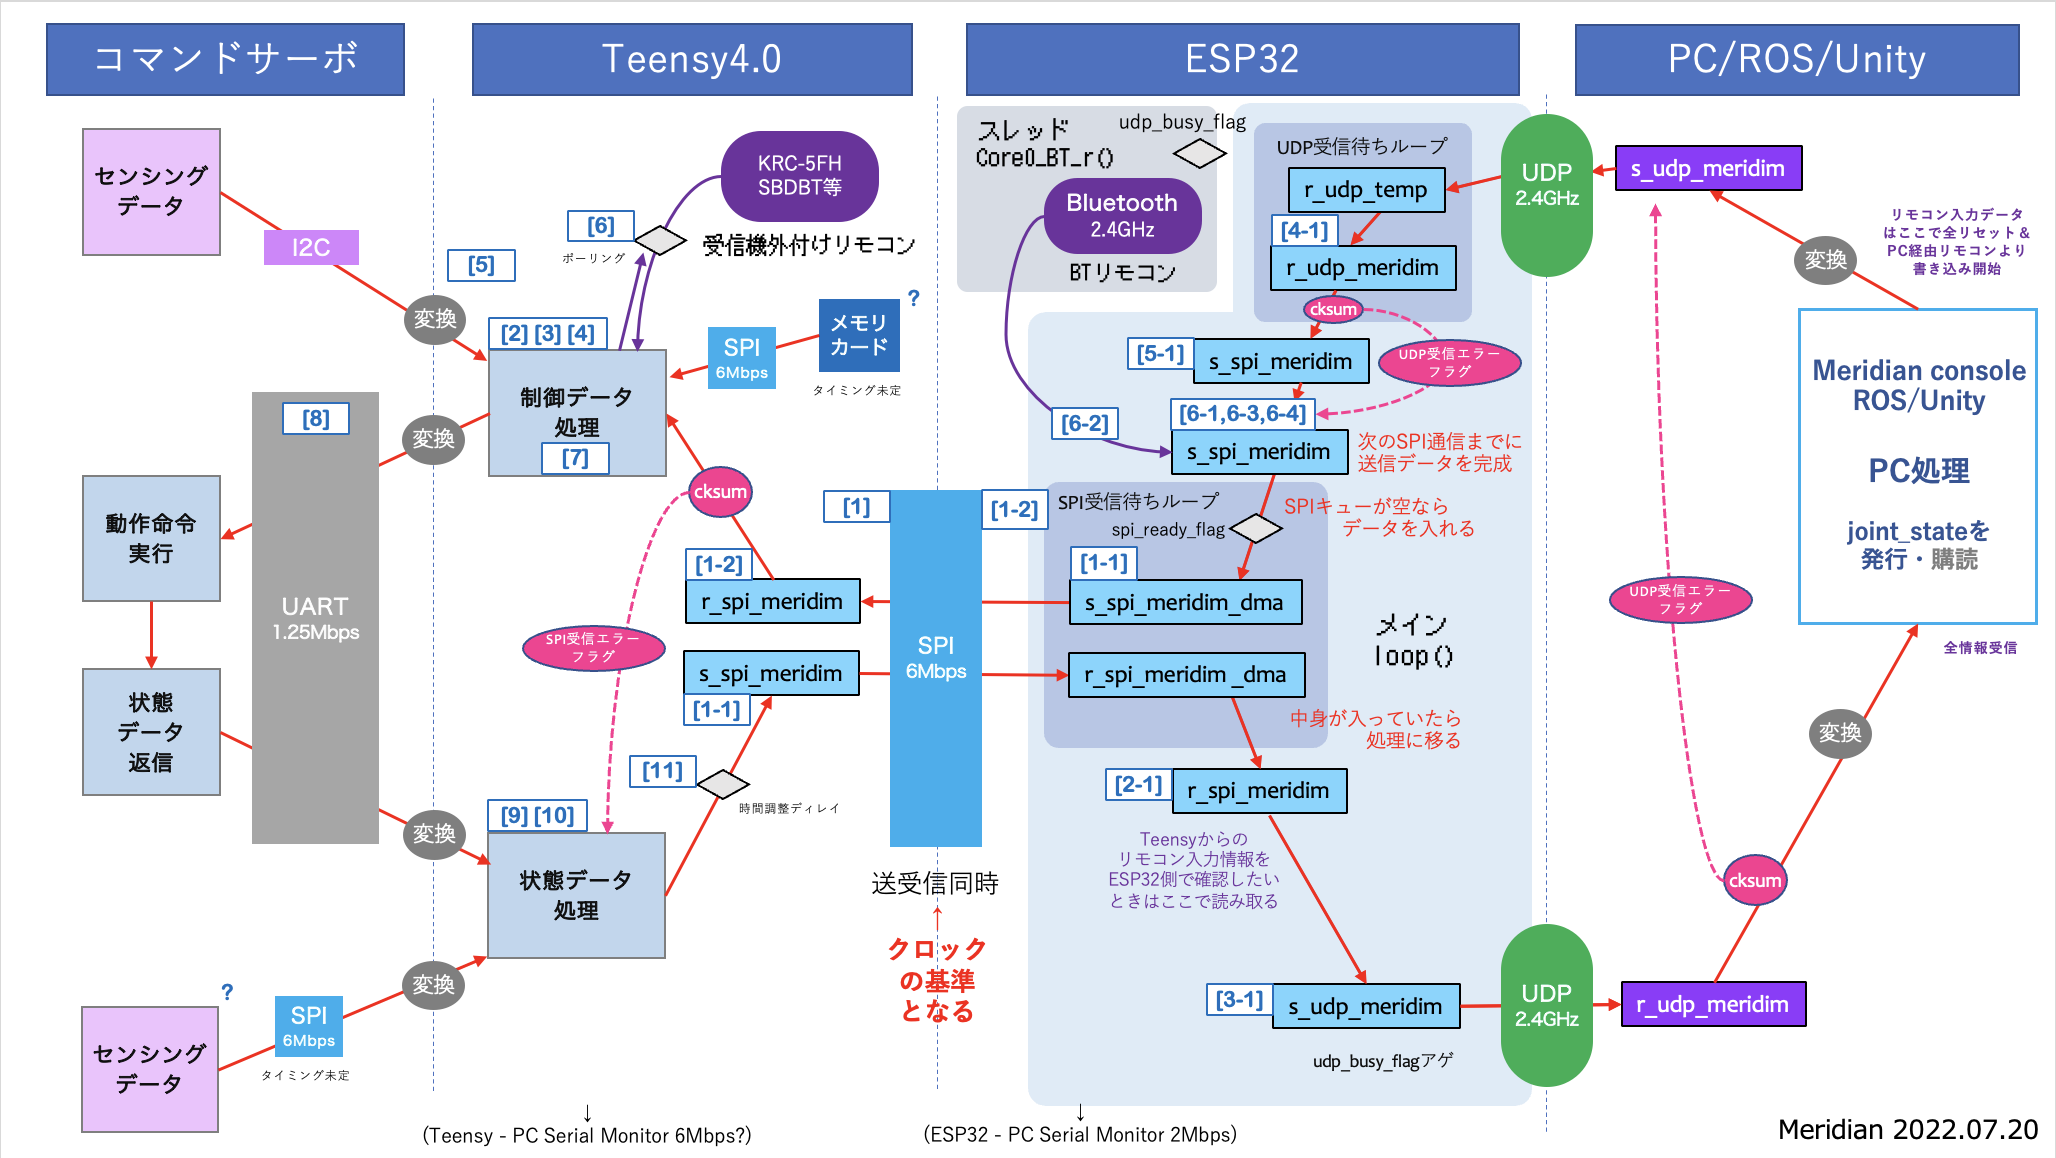 コマンドサーボ
Teensy4.0
ESP32
PC/ROS/Unity
センシング
データ
I2C
変換
[5]
[6]
ポーリング
KRC-5FH
SBDBT等
受信機外付けリモコン
[2] [3] [4]
制御データ
処理
[7]
SPI
6Mbps
メモリ
カード
?
タイミング未定
変換
[8]
UART
1.25Mbps
動作命令
実行
状態
データ
返信
変換
cksum
[1-2]
r_spi_meridim
SPI受信エラー
フラグ
s_spi_meridim
[1-1]
[11]
時間調整ディレイ
[9] [10]
状態データ
処理
変換
?
センシング
データ
SPI
6Mbps
タイミング未定
↓
(Teensy - PC Serial Monitor 6Mbps?)
[1]
SPI
6Mbps
[1-2]
送受信同時
↑
クロック
の基準
となる
スレッド
Core0_BT_r()
udp_busy_flag
Bluetooth
2.4GHz
BTリモコン
UDP受信待ちループ
r_udp_temp
[4-1]
r_udp_meridim
cksum
[5-1]
s_spi_meridim
UDP受信エラー
フラグ
[6-1,6-3,6-4]
[6-2]
s_spi_meridim
次のSPI通信までに
送信データを完成
SPI受信待ちループ
spi_ready_flag
SPIキューが空なら
データを入れる
[1-1]
s_spi_meridim_dma
r_spi_meridim _dma
メイン
loop()
中身が入っていたら
処理に移る
[2-1]
r_spi_meridim
Teensyからの
リモコン入力情報を
ESP32側で確認したい
ときはここで読み取る
[3-1]
s_udp_meridim
udp_busy_flagアゲ
↓
(ESP32 - PC Serial Monitor 2Mbps)
UDP
2.4GHz
s_udp_meridim
リモコン入力データ
はここで全リセット＆
PC経由リモコンより
書き込み開始
変換
Meridian console
ROS/Unity
PC処理
joint_stateを
発行・購読
UDP受信エラー
フラグ
全情報受信
変換
cksum
UDP
2.4GHz
r_udp_meridim
Meridian 2022.07.20